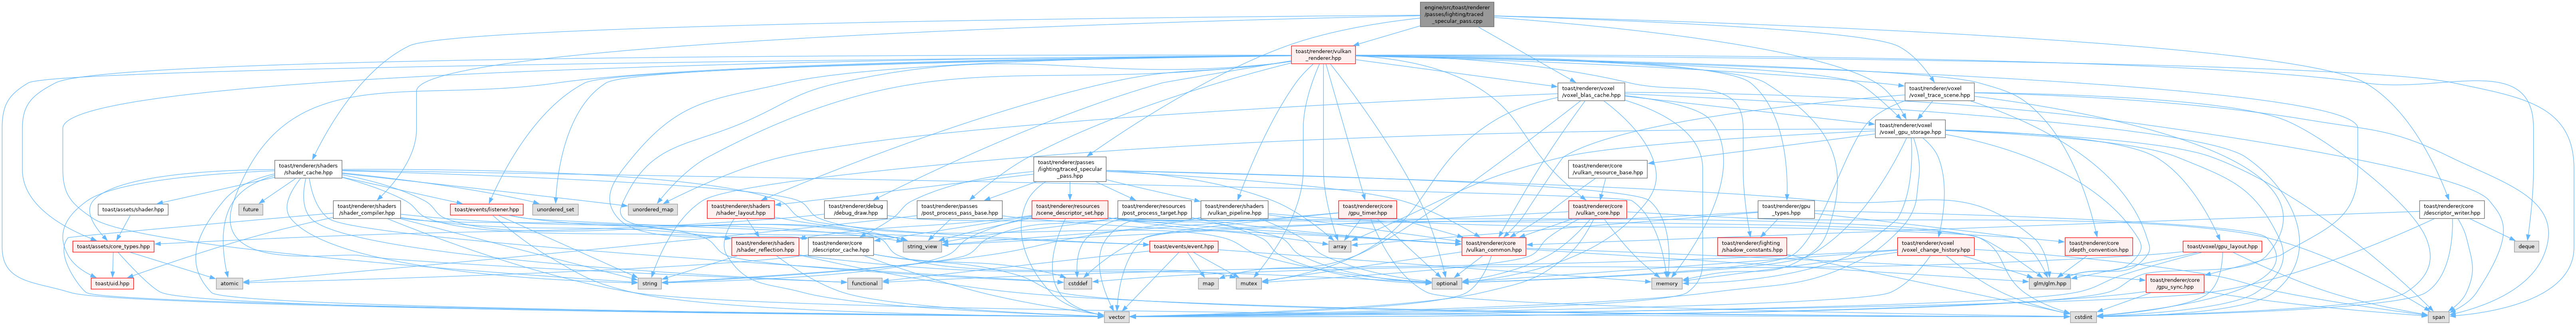 engine/src/toast/renderer
/passes/lighting/traced
_specular_pass.cpp
toast/renderer/vulkan
_renderer.hpp
toast/renderer/voxel
/voxel_blas_cache.hpp
toast/renderer/voxel
/voxel_trace_scene.hpp
toast/renderer/voxel
/voxel_gpu_storage.hpp
toast/renderer/shaders
/shader_cache.hpp
toast/renderer/passes
/lighting/traced_specular
_pass.hpp
toast/renderer/core
/vulkan_resource_base.hpp
toast/assets/shader.hpp
future
toast/renderer/shaders
/shader_compiler.hpp
toast/events/listener.hpp
unordered_set
unordered_map
toast/renderer/shaders
/shader_layout.hpp
toast/renderer/debug
/debug_draw.hpp
toast/renderer/passes
/post_process_pass_base.hpp
toast/renderer/resources
/scene_descriptor_set.hpp
toast/renderer/resources
/post_process_target.hpp
toast/renderer/shaders
/vulkan_pipeline.hpp
toast/renderer/core
/gpu_timer.hpp
toast/renderer/core
/vulkan_core.hpp
toast/renderer/gpu
_types.hpp
toast/renderer/core
/descriptor_writer.hpp
toast/assets/core_types.hpp
toast/renderer/shaders
/shader_reflection.hpp
toast/renderer/core
/descriptor_cache.hpp
string_view
toast/events/event.hpp
array
toast/renderer/core
/vulkan_common.hpp
toast/renderer/lighting
/shadow_constants.hpp
toast/renderer/core
/depth_convention.hpp
toast/renderer/voxel
/voxel_change_history.hpp
toast/voxel/gpu_layout.hpp
deque
toast/uid.hpp
atomic
string
functional
cstddef
map
mutex
optional
memory
glm/glm.hpp
toast/renderer/core
/gpu_sync.hpp
vector
cstdint
span